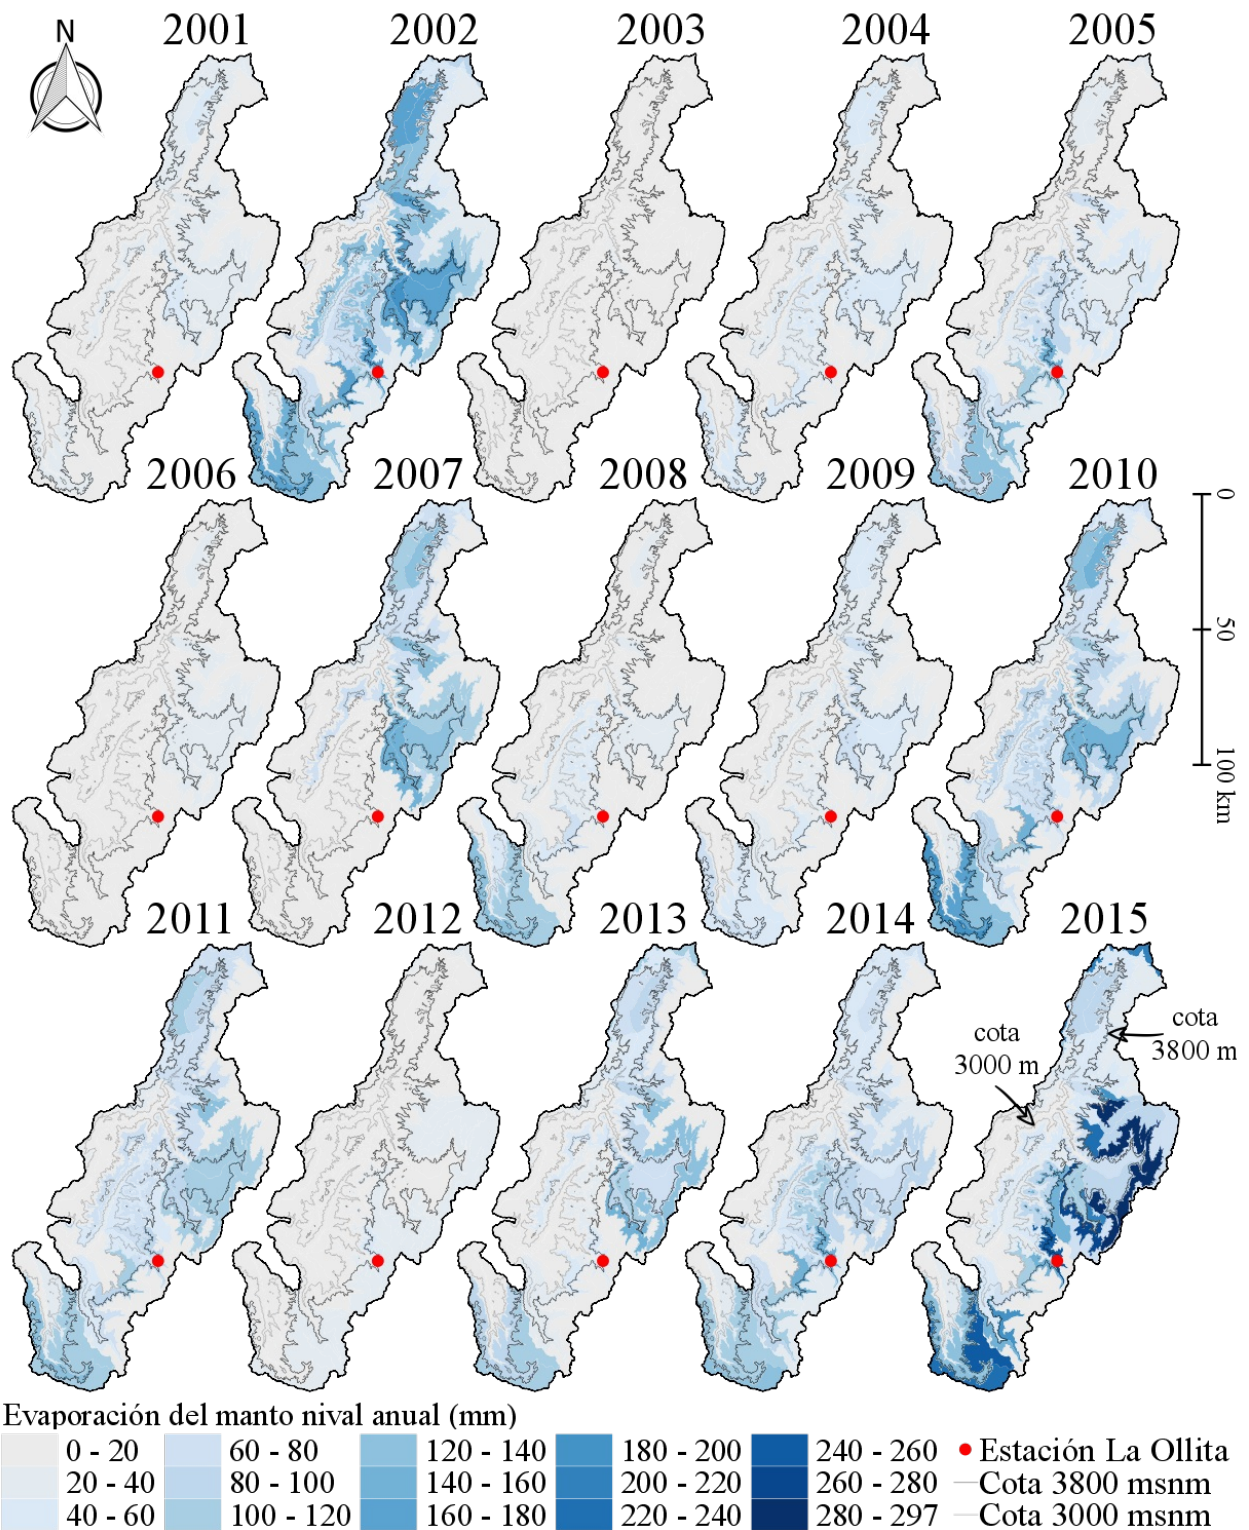 N
2001 2002 2003 2004 2005
2006 2007 2008 2009 2010
0
50
100 km
2011 2012 2013 2014 2015
cota
3000 m
cota
3800 m
Evaporación del manto nival anual (mm)
0 - 20 60 - 80 120 - 140 180 - 200 240 - 260 Estación La Ollita
20 - 40 80 - 100 140 - 160 200 - 220 260 - 280 Cota 3800 msnm
40 - 60 100 - 120 160 - 180 220 - 240 280 - 297 Cota 3000 msnm